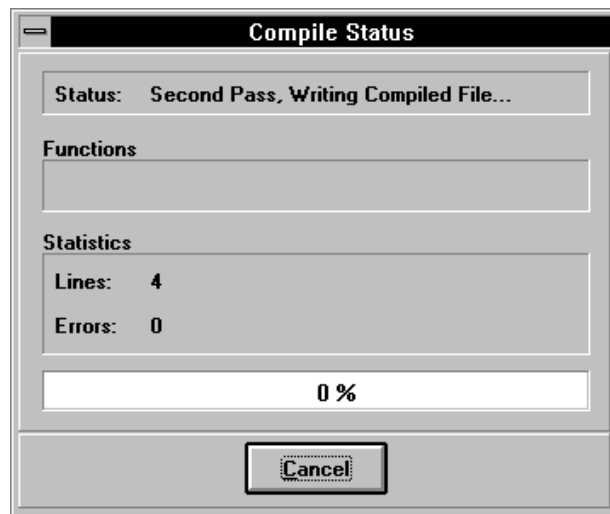 Compile Status
Status: Second Pass, Writing Compiled File...
Functions
Statistics
Lines: 4
Errors: 0
0 %
Cancel